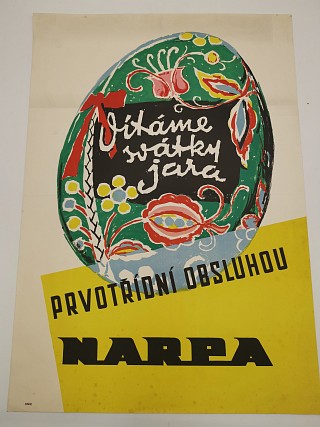 Vítáme
svátky
jara
PRVOTŘÍDNÍ OBSLUHOU
NARPA